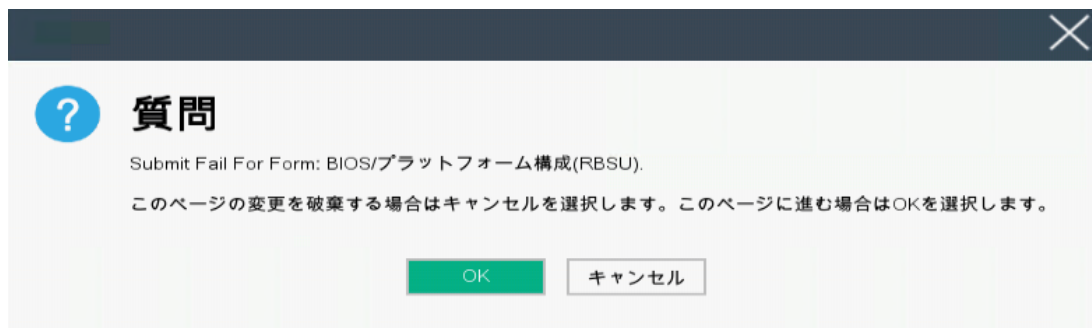 質問
Submit Fail For Form: BIOS/プラットフォーム構成(RBSU).
このページの変更を破棄する場合はキャンセルを選択します。このページに進む場合はOKを選択します。
OK
キャンセル